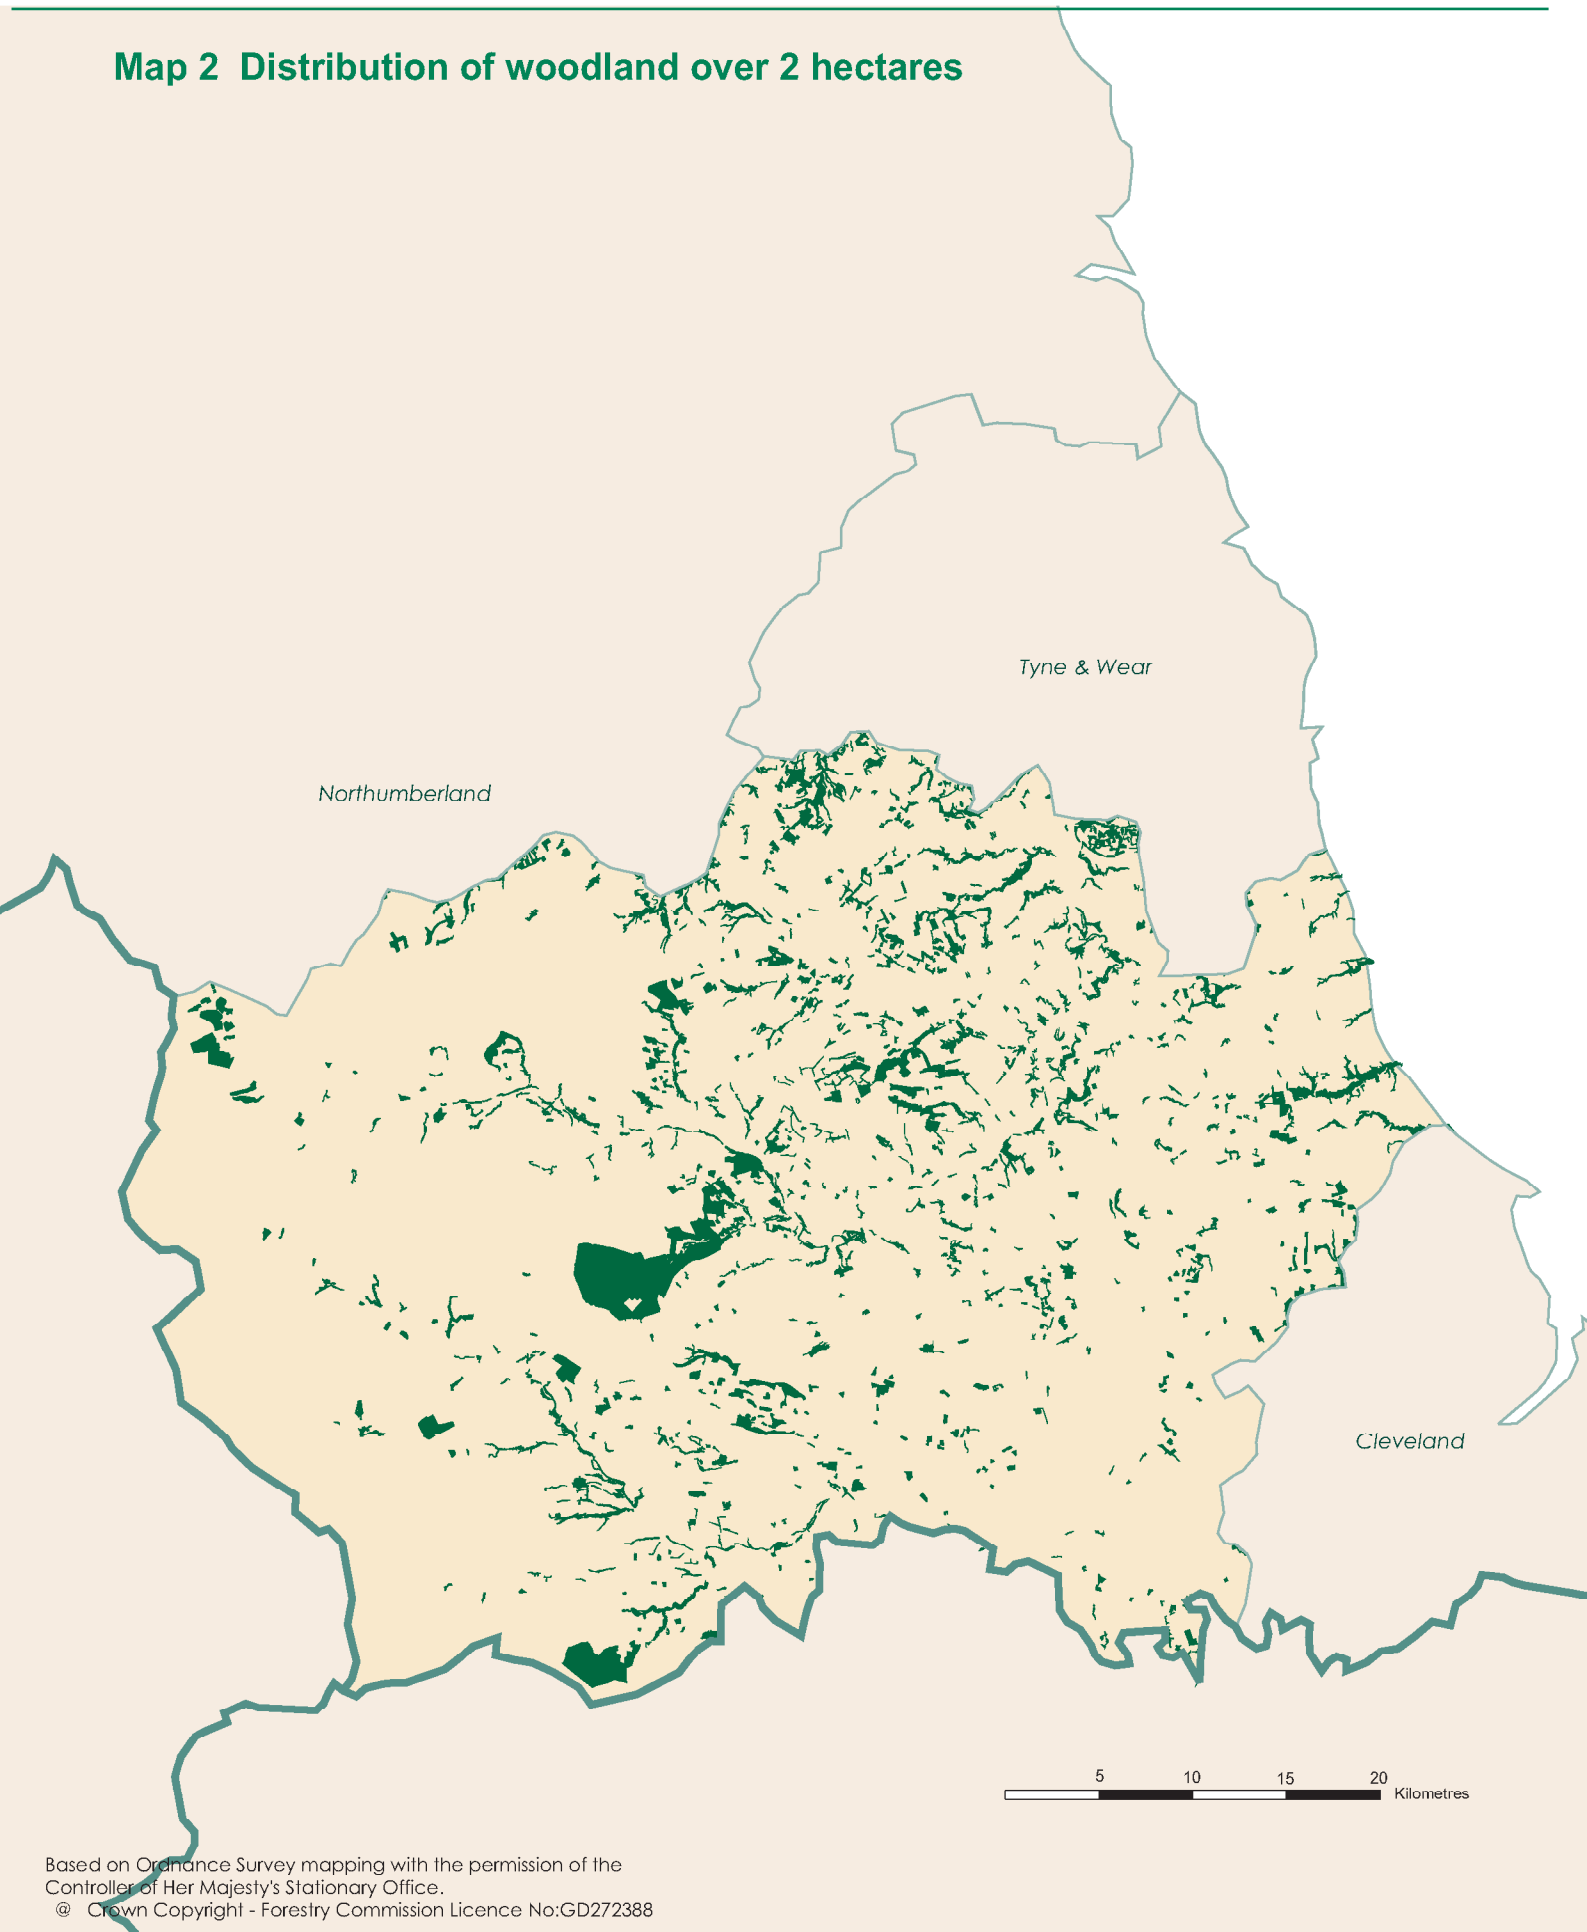 Map 2 Distribution of woodland over 2 hectares
Tyne & Wear
Northumberland
Cleveland
5 10 15 20
Kilometres
Based on Ordnance Survey mapping with the permission of the
Controller of Her Majesty's Stationary Office.
@ Crown Copyright - Forestry Commission Licence No:GD272388